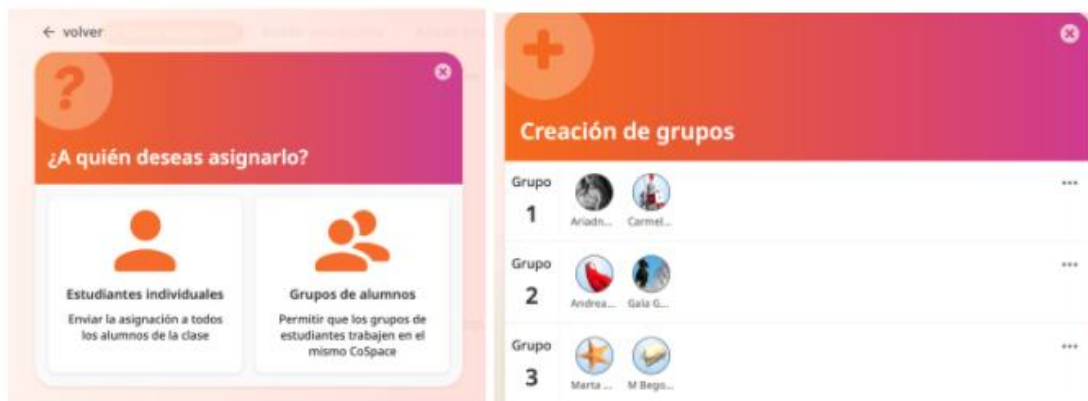 ← volver
?
¿A quién deseas asignarlo?
Estudiantes individuales
Enviar la asignación a todos
los alumnos de la clase
Grupos de alumnos
Permitir que los grupos de
estudiantes trabajen en el
mismo CoSpace
Creación de grupos
Grupo
1
Ariadn...
Carmel...
Grupo
2
Andrea...
Gala G...
Grupo
3
Marta ...
M Bego...